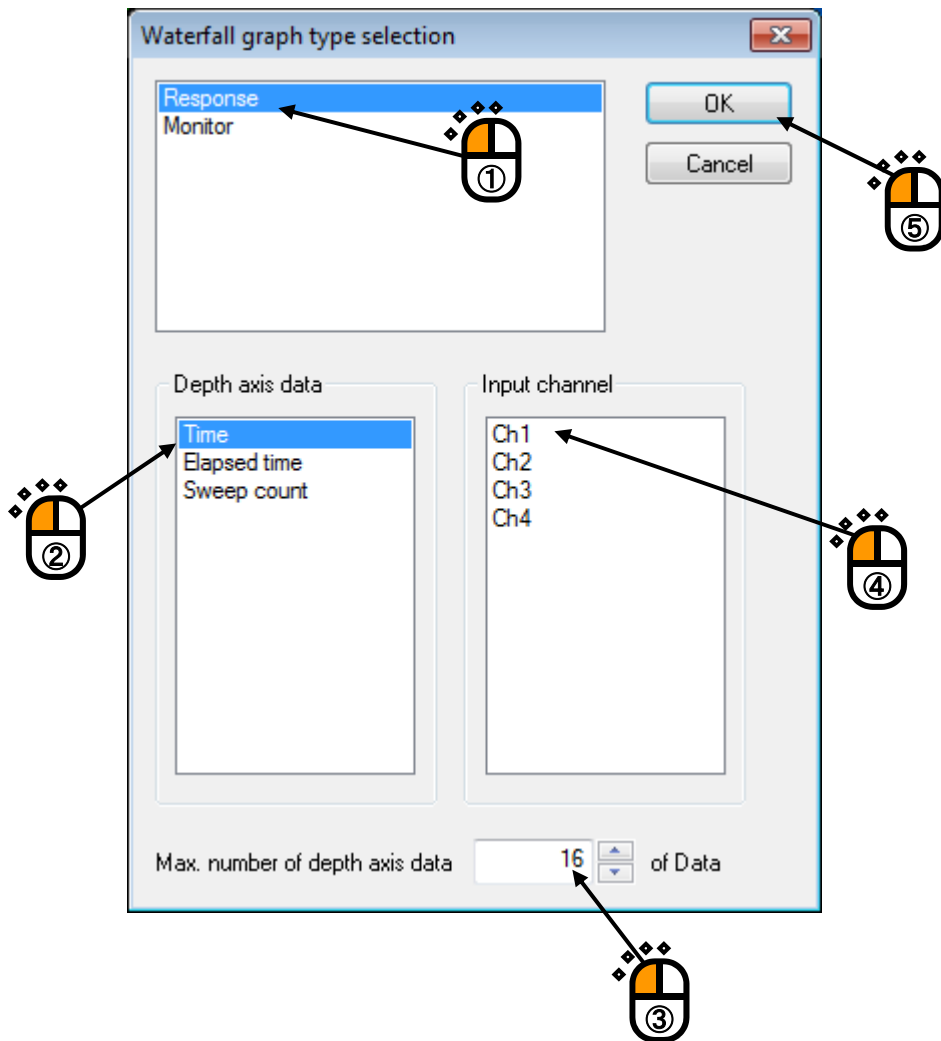 Waterfall graph type selection
Response
Monitor
OK
Cancel
①
⑤
Depth axis data
Time
Elapsed time
Sweep count
Input channel
Ch1
Ch2
Ch3
Ch4
②
④
Max. number of depth axis data 16 of Data
③